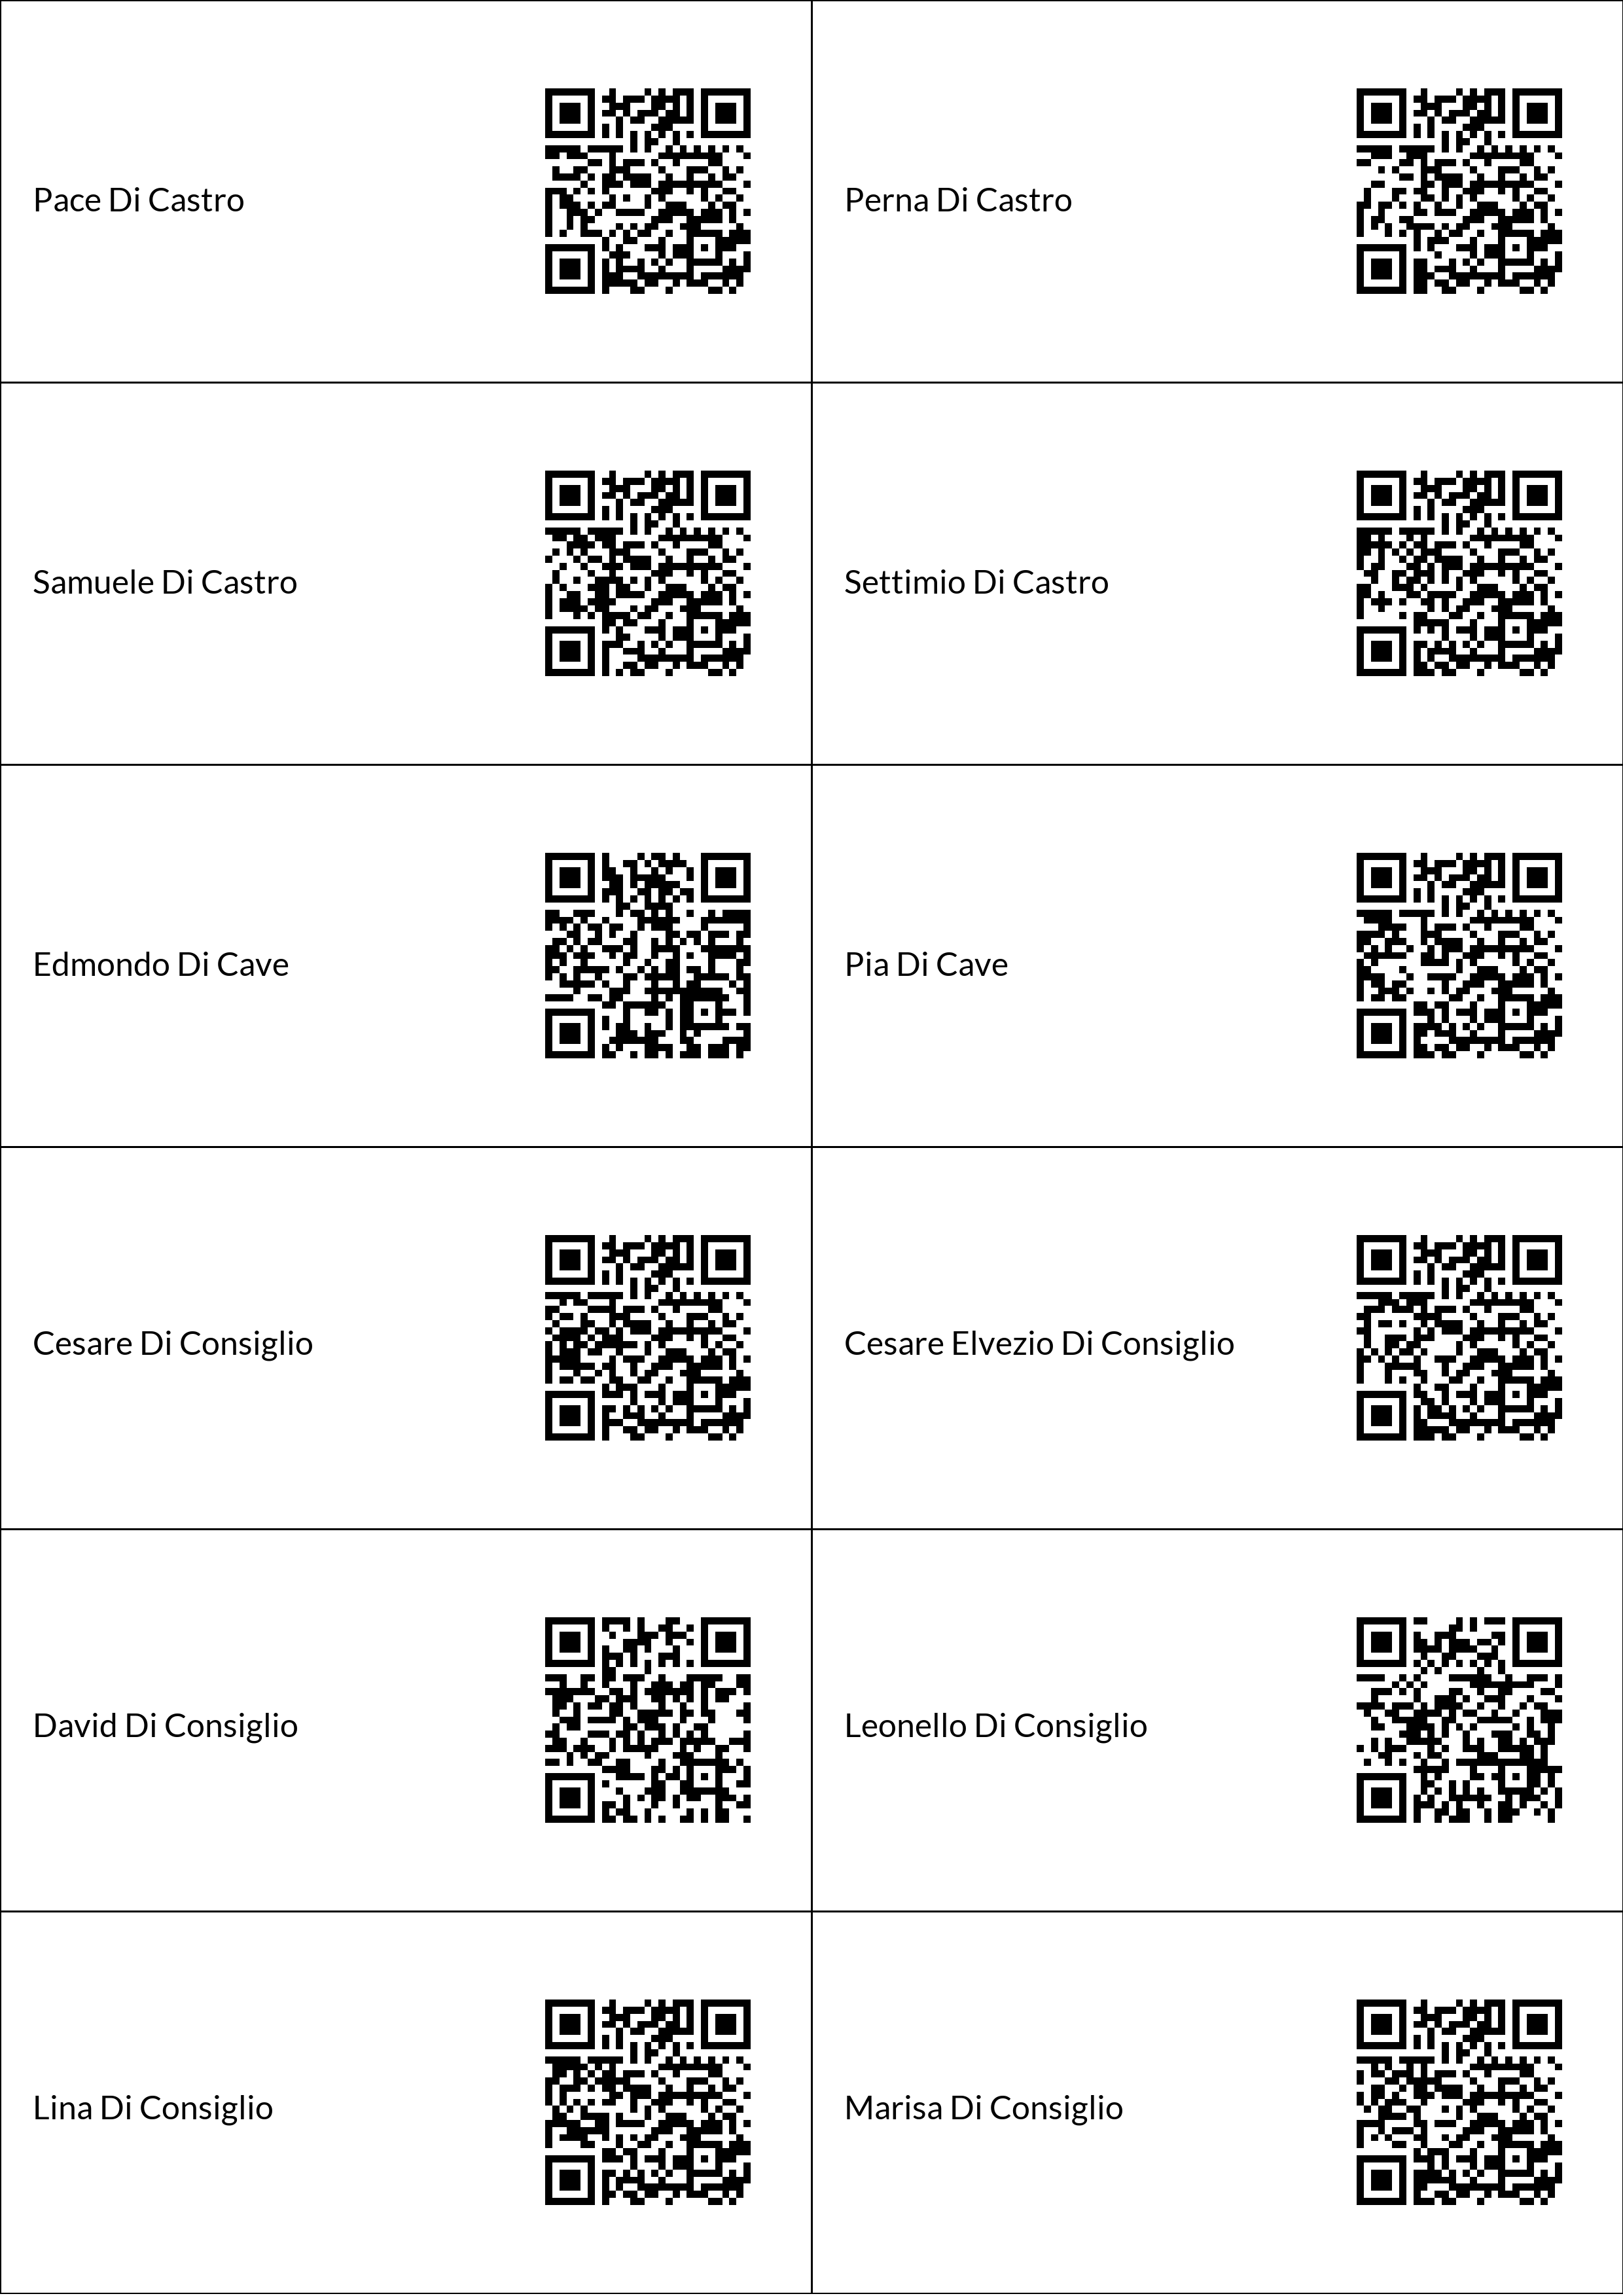 Pace Di Castro
Perna Di Castro
Samuele Di Castro
Settimio Di Castro
Edmondo Di Cave
Pia Di Cave
Cesare Di Consiglio
Cesare Elvezio Di Consiglio
David Di Consiglio
Leonello Di Consiglio
Lina Di Consiglio
Marisa Di Consiglio